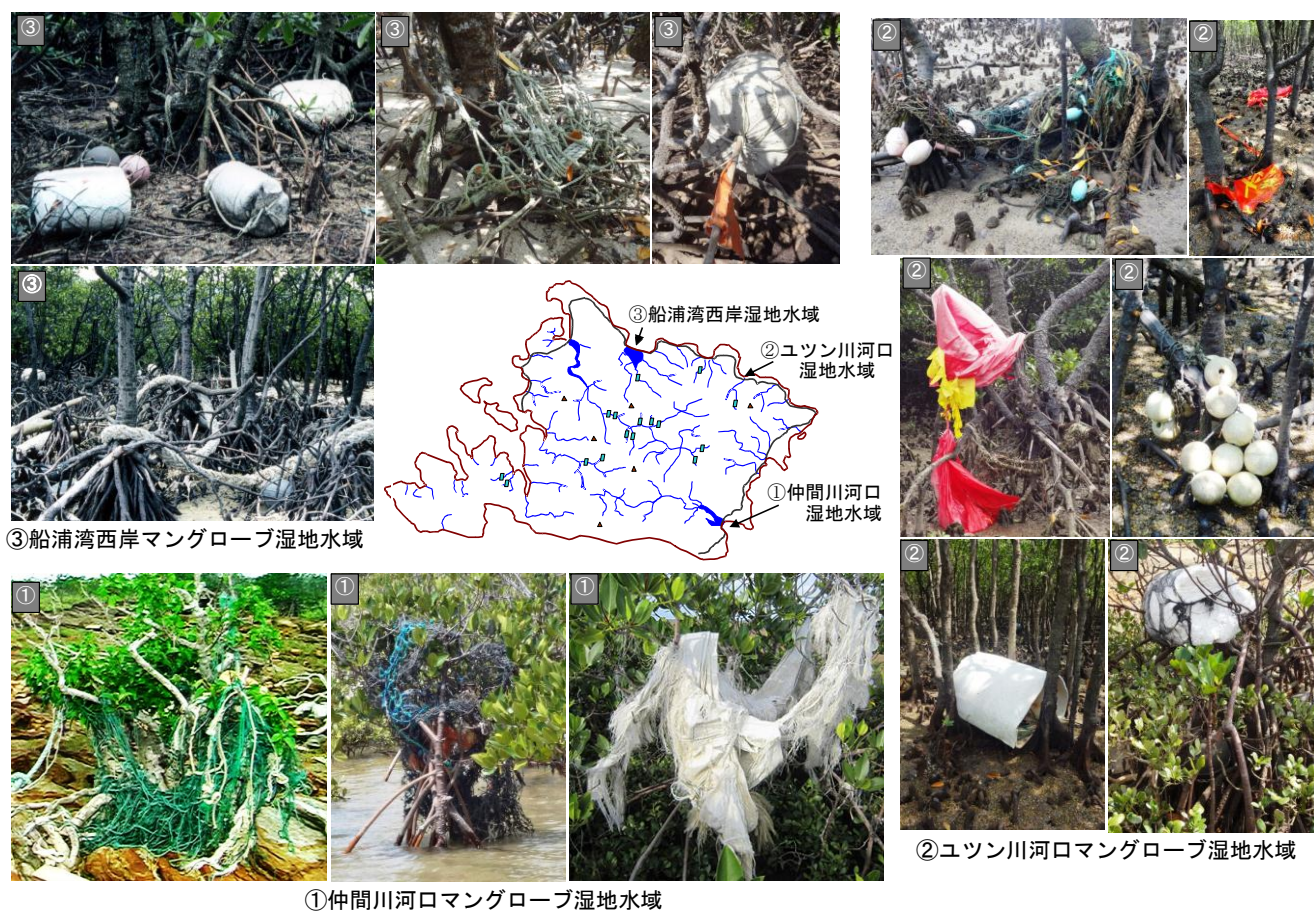 ③
③
③
②
②
③
②
②
③船浦湾西岸湿地水域
②ユツン川河口
湿地水域
①仲間川河口
湿地水域
③船浦湾西岸マングローブ湿地水域
①
①
①
②
②
②ユツン川河口マングローブ湿地水域
①仲間川河口マングローブ湿地水域